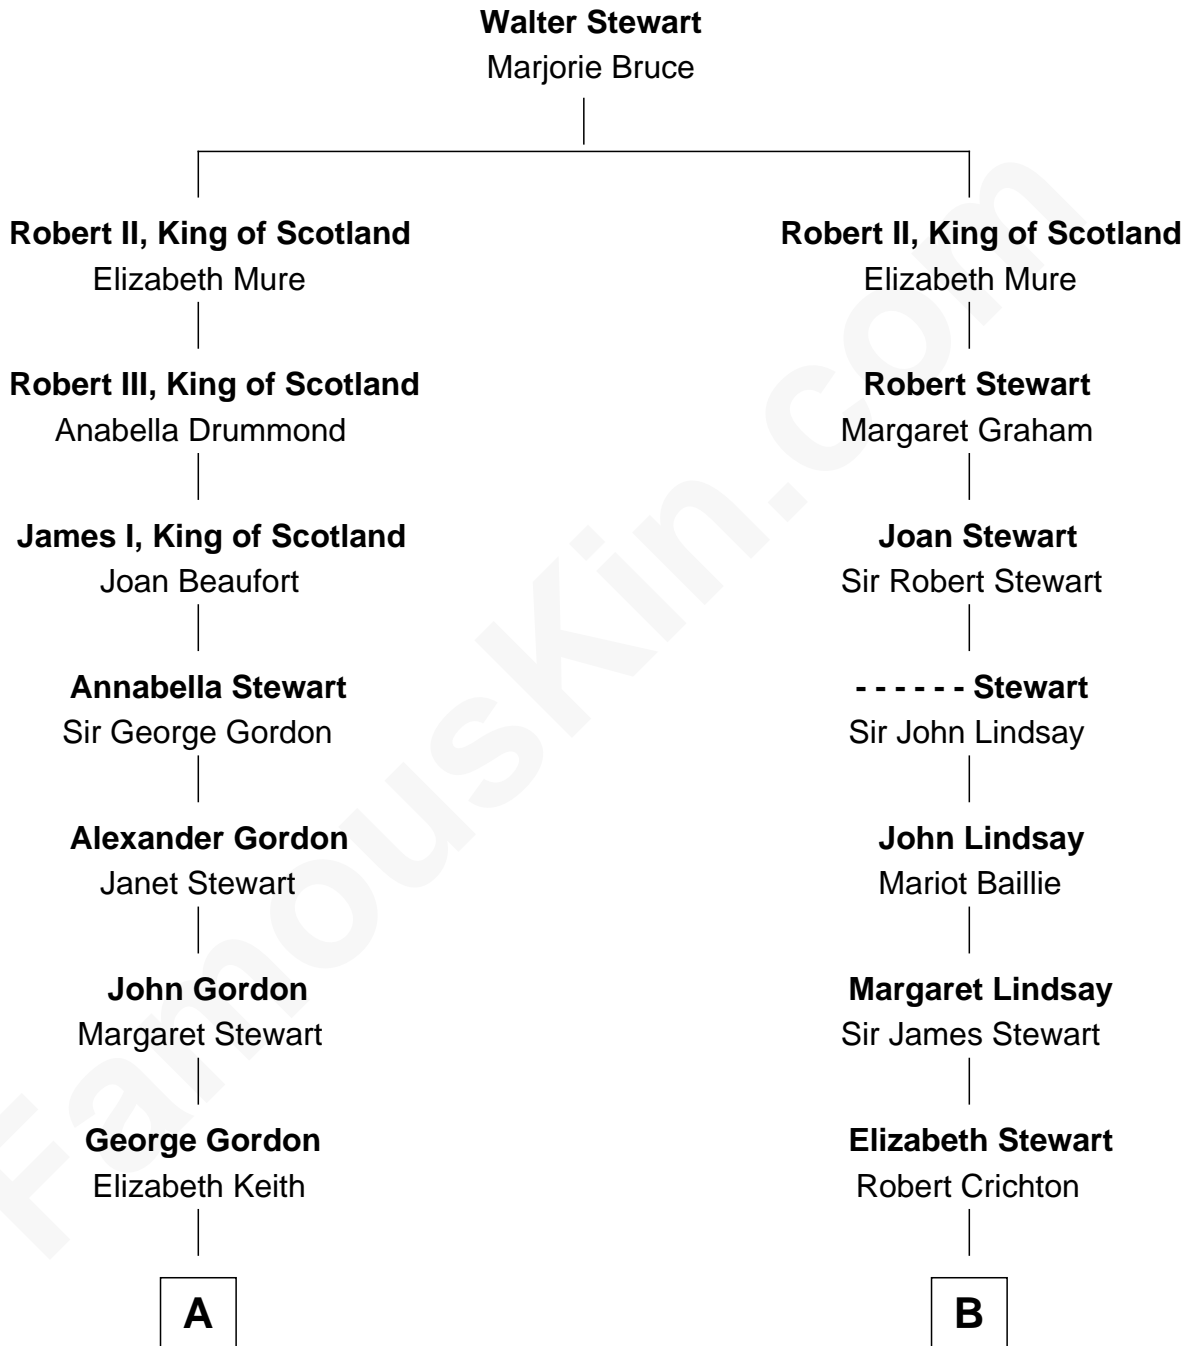 Walter Stewart
Marjorie Bruce
Robert II, King of Scotland
Elizabeth Mure
Robert II, King of Scotland
Elizabeth Mure
Robert III, King of Scotland
Anabella Drummond
Robert Stewart
Margaret Graham
James I, King of Scotland
Joan Beaufort
Joan Stewart
Sir Robert Stewart
Annabella Stewart
Sir George Gordon
- - - - - - Stewart
Sir John Lindsay
Alexander Gordon
Janet Stewart
John Lindsay
Mariot Baillie
John Gordon
Margaret Stewart
Margaret Lindsay
Sir James Stewart
George Gordon
Elizabeth Keith
Elizabeth Stewart
Robert Crichton
A
B
FamousKin.com